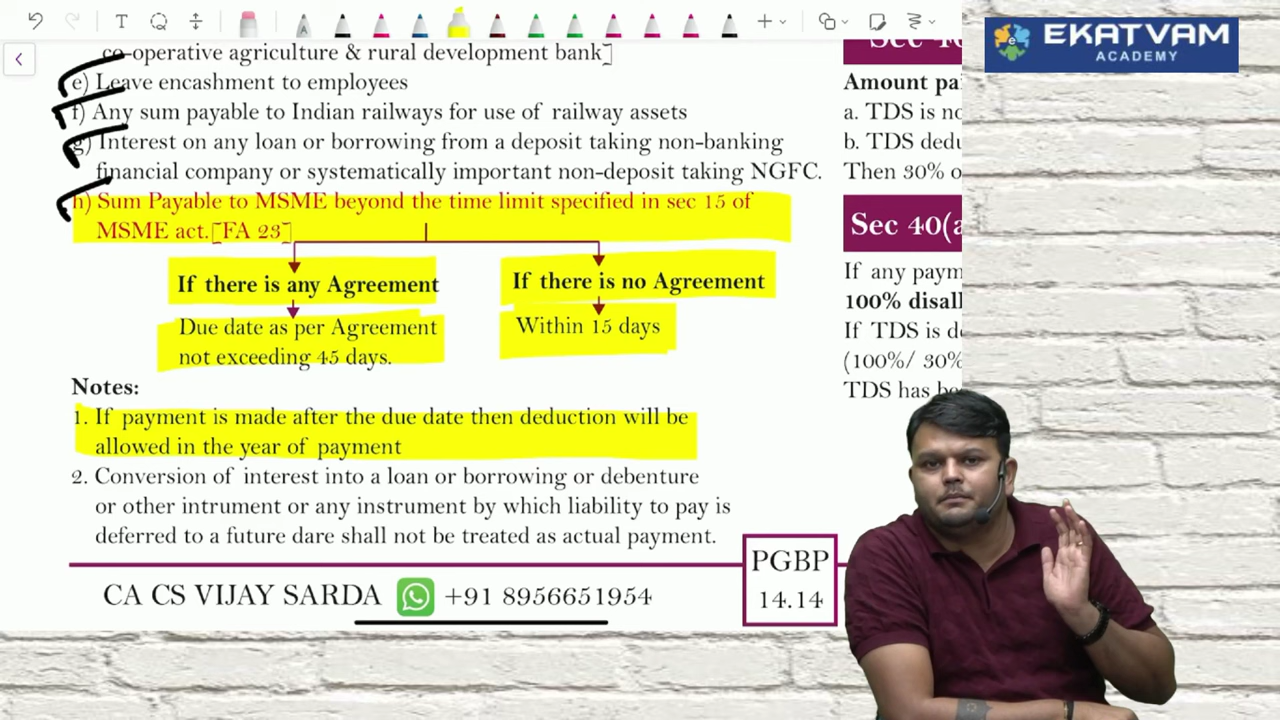 co-operative agriculture & rural development bank]
e) Leave encashment to employees
f) Any sum payable to Indian railways for use of railway assets
g) Interest on any loan or borrowing from a deposit taking non-banking
financial company or systematically important non-deposit taking NGFC.
h) Sum Payable to MSME beyond the time limit specified in sec 15 of
MSME act.[FA 23]
If there is any Agreement
If there is no Agreement
Due date as per Agreement
not exceeding 45 days.
Within 15 days
Notes:
1. If payment is made after the due date then deduction will be
allowed in the year of payment
2. Conversion of interest into a loan or borrowing or debenture
or other intrument or any instrument by which liability to pay is
deferred to a future dare shall not be treated as actual payment.
CA CS VIJAY SARDA +91 8956651954
PGBP
14.14
Amount pa
a. TDS is no
b. TDS dedu
Then 30% o
Sec 40(a
If any paym
100% disall
If TDS is de
(100%/ 30%
TDS has be
EKATVAM
ACADEMY